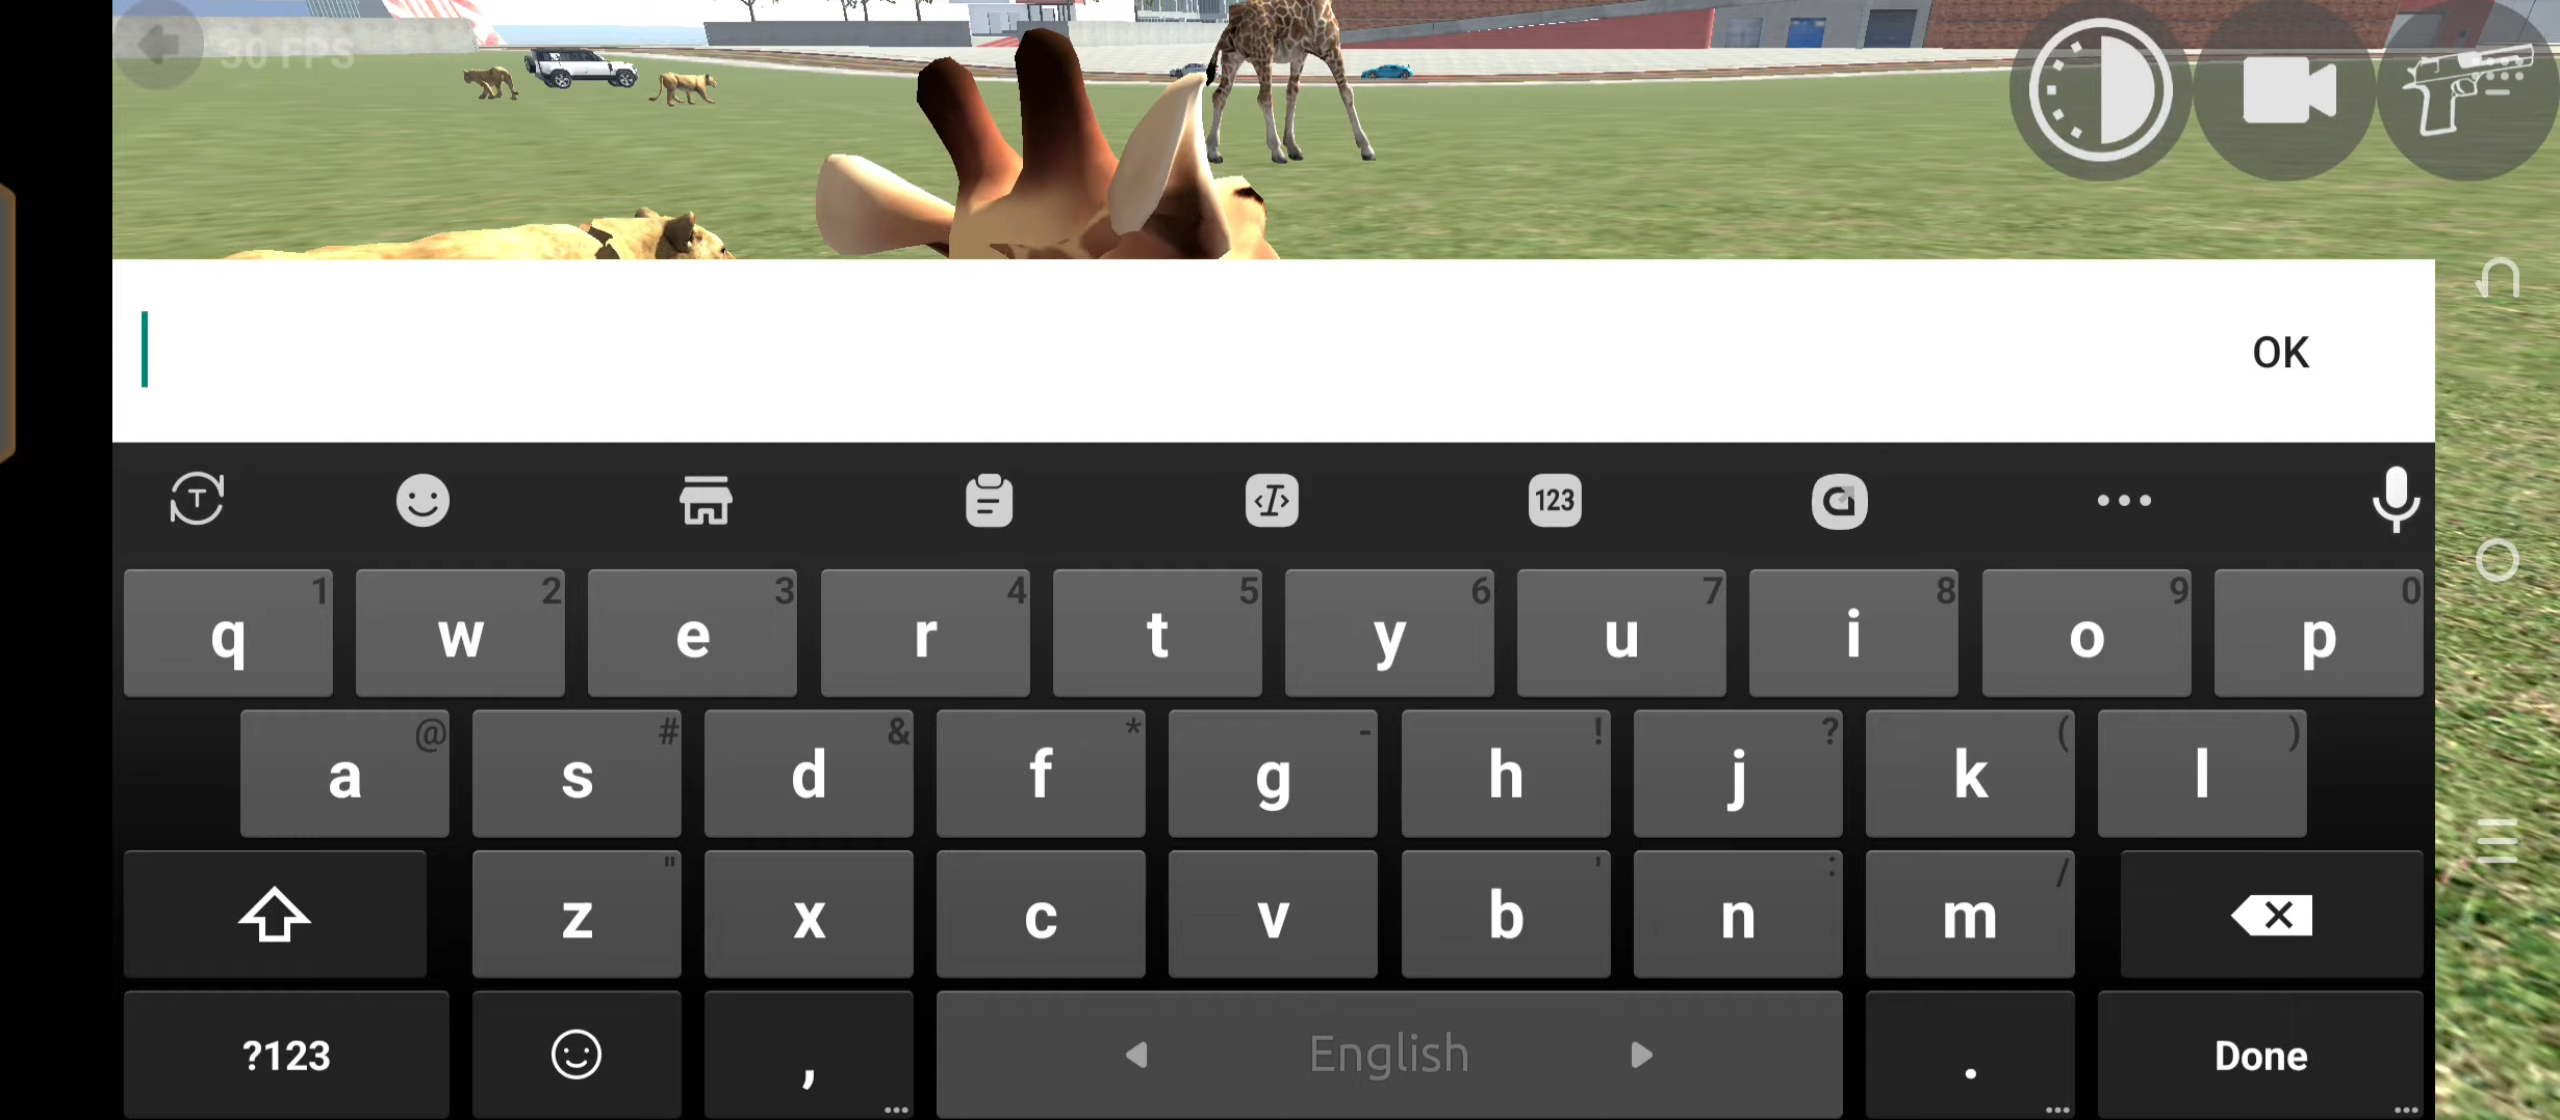 30 FPS
OK
T 123 G
q 1 w 2 e 3 r 4 t 5 y 6 u 7 i 8 o 9 p 0
a @ s # d & f * g - h ! j ? k ( l )
z " x c v b ' n : m /
?123 , English . Done